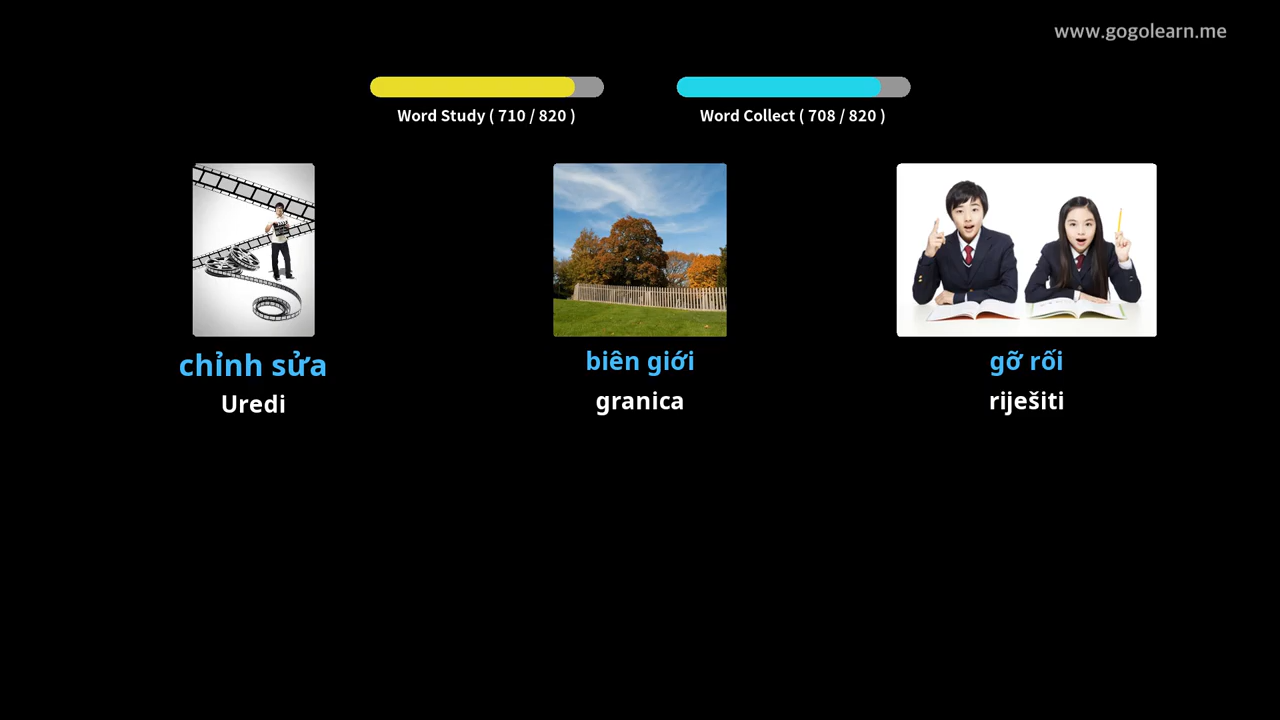 www.gogolearn.me
Word Study ( 710 / 820 )
Word Collect ( 708 / 820 )
chỉnh sửa
Uredi
biên giới
granica
gỡ rối
riješiti